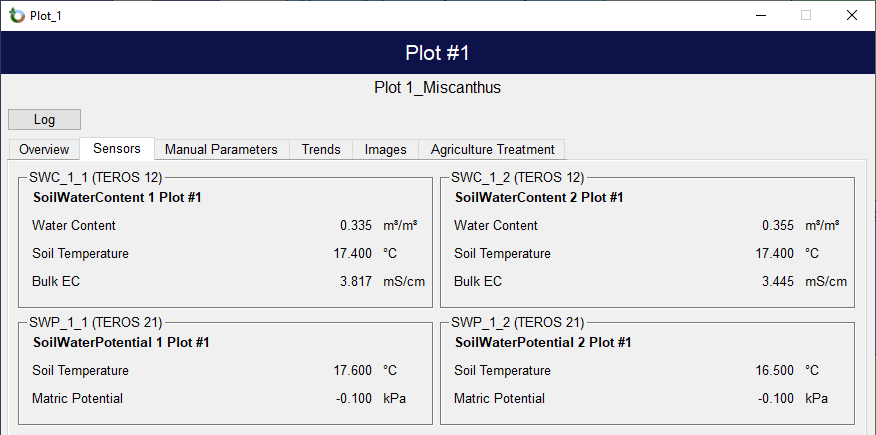 Plot_1
Plot #1
Plot 1_Miscanthus
Log
Overview Sensors Manual Parameters Trends Images Agriculture Treatment
SWC_1_1 (TEROS 12)
SoilWaterContent 1 Plot #1
Water Content 0.335 m³/m³
Soil Temperature 17.400 °C
Bulk EC 3.817 mS/cm
SWC_1_2 (TEROS 12)
SoilWaterContent 2 Plot #1
Water Content 0.355 m³/m³
Soil Temperature 17.400 °C
Bulk EC 3.445 mS/cm
SWP_1_1 (TEROS 21)
SoilWaterPotential 1 Plot #1
Soil Temperature 17.600 °C
Matric Potential -0.100 kPa
SWP_1_2 (TEROS 21)
SoilWaterPotential 2 Plot #1
Soil Temperature 16.500 °C
Matric Potential -0.100 kPa